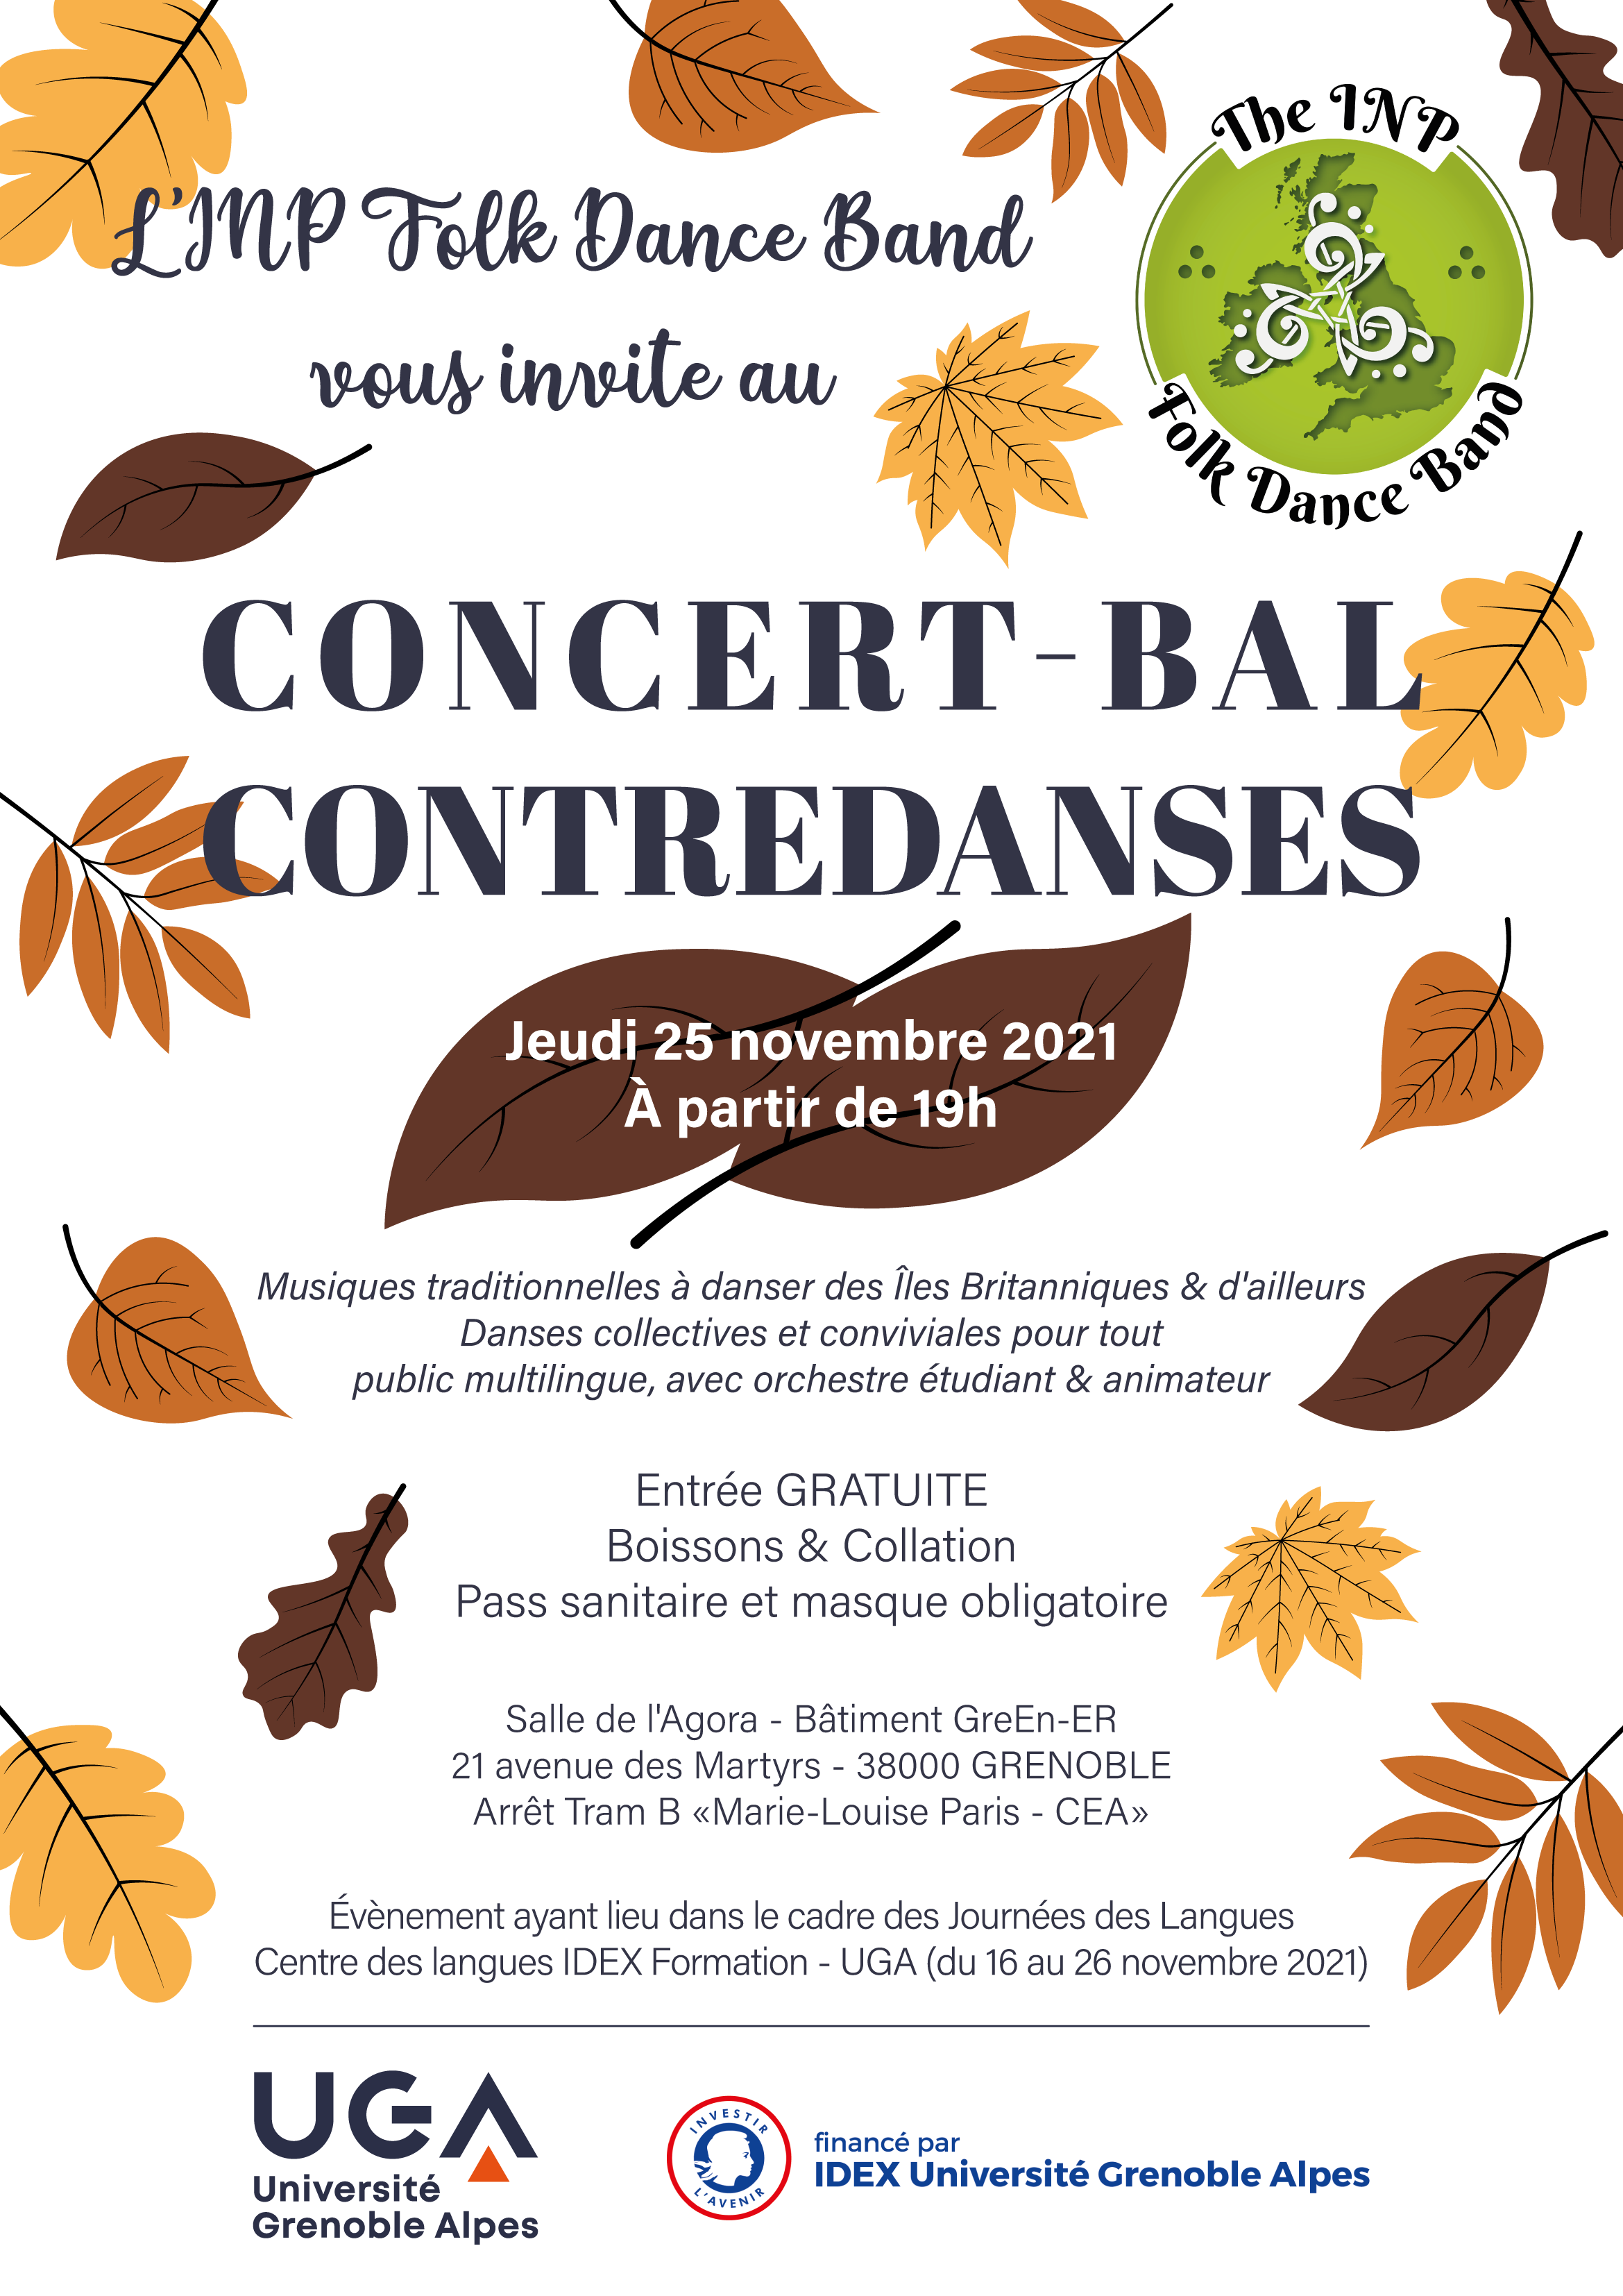 L'INP Folk Dance Band
vous invite au
The INP
Folk Dance Band
CONCERT-BAL
CONTREDANSES
Jeudi 25 novembre 2021
À partir de 19h
Musiques traditionnelles à danser des Îles Britanniques & d'ailleurs
Danses collectives et conviviales pour tout
public multilingue, avec orchestre étudiant & animateur
Entrée GRATUITE
Boissons & Collation
Pass sanitaire et masque obligatoire
Salle de l'Agora - Bâtiment GreEn-ER
21 avenue des Martyrs - 38000 GRENOBLE
Arrêt Tram B «Marie-Louise Paris - CEA»
Évènement ayant lieu dans le cadre des Journées des Langues
Centre des langues IDEX Formation - UGA (du 16 au 26 novembre 2021)
UGA
Université
Grenoble Alpes
INVESTIR
L'AVENIR
financé par
IDEX Université Grenoble Alpes